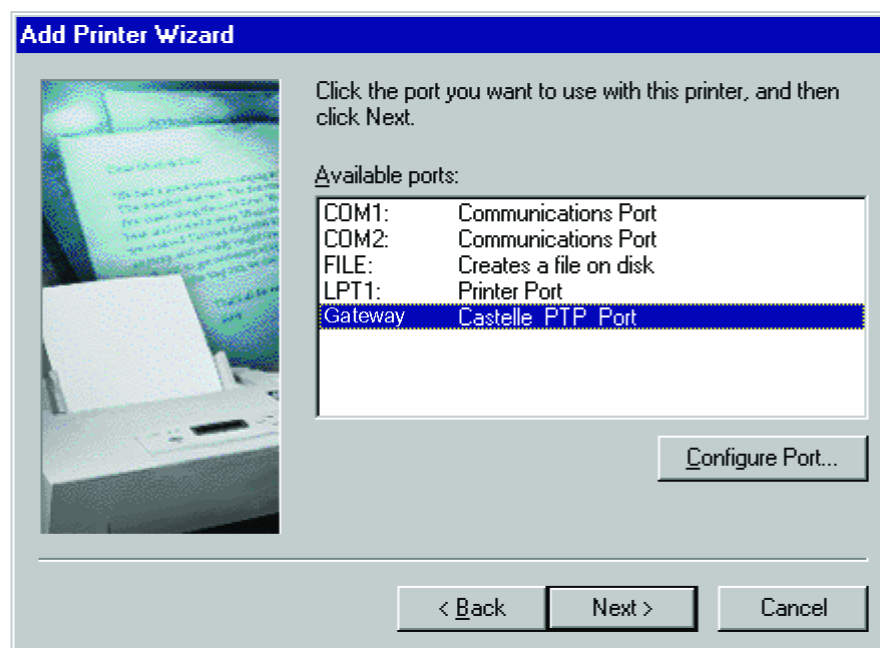 Add Printer Wizard
Click the port you want to use with this printer, and then
click Next.
Available ports:
COM1: Communications Port
COM2: Communications Port
FILE: Creates a file on disk
LPT1: Printer Port
Gateway Castelle PTP Port
Configure Port...
< Back Next > Cancel